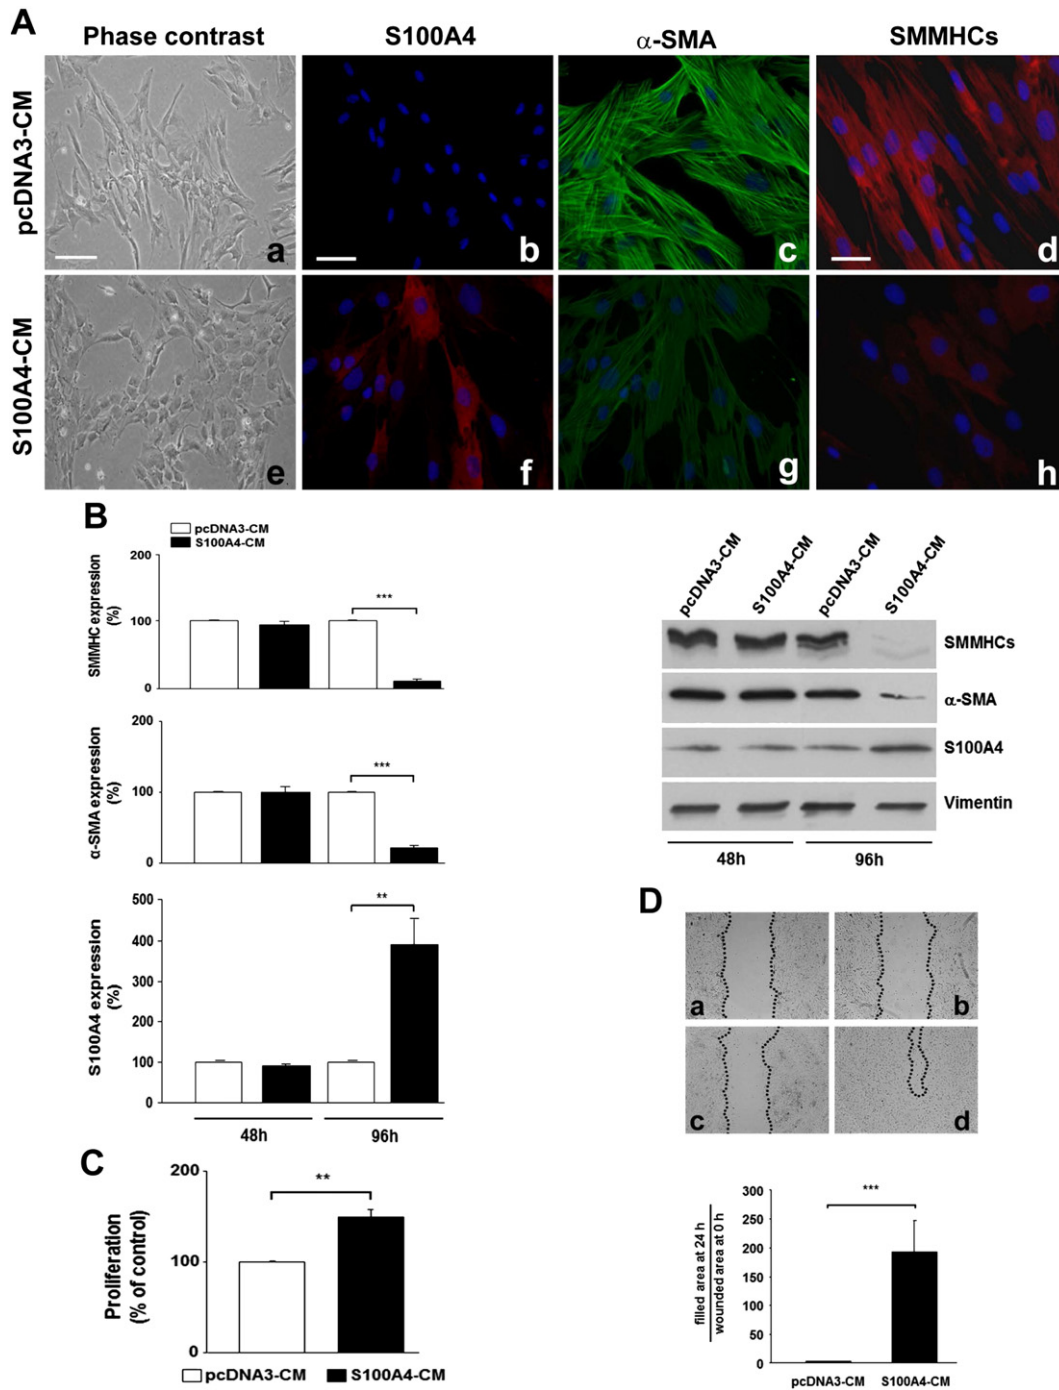 A
Phase contrast
S100A4
α-SMA
SMMHCs
pcDNA3-CM
a
b
c
d
S100A4-CM
e
f
g
h
B
pcDNA3-CM
S100A4-CM
SMMHC expression
(%)
200
100
0
***
α-SMA expression
(%)
200
100
0
***
S100A4 expression
(%)
500
400
300
200
100
0
**
48h
96h
pcDNA3-CM
S100A4-CM
pcDNA3-CM
S100A4-CM
SMMHCs
α-SMA
S100A4
Vimentin
48h
96h
C
Proliferation
(% of control)
200
100
0
**
pcDNA3-CM
S100A4-CM
D
a
b
c
d
filled area at 24 h
wounded area at 0 h
300
250
200
150
100
50
0
***
pcDNA3-CM
S100A4-CM